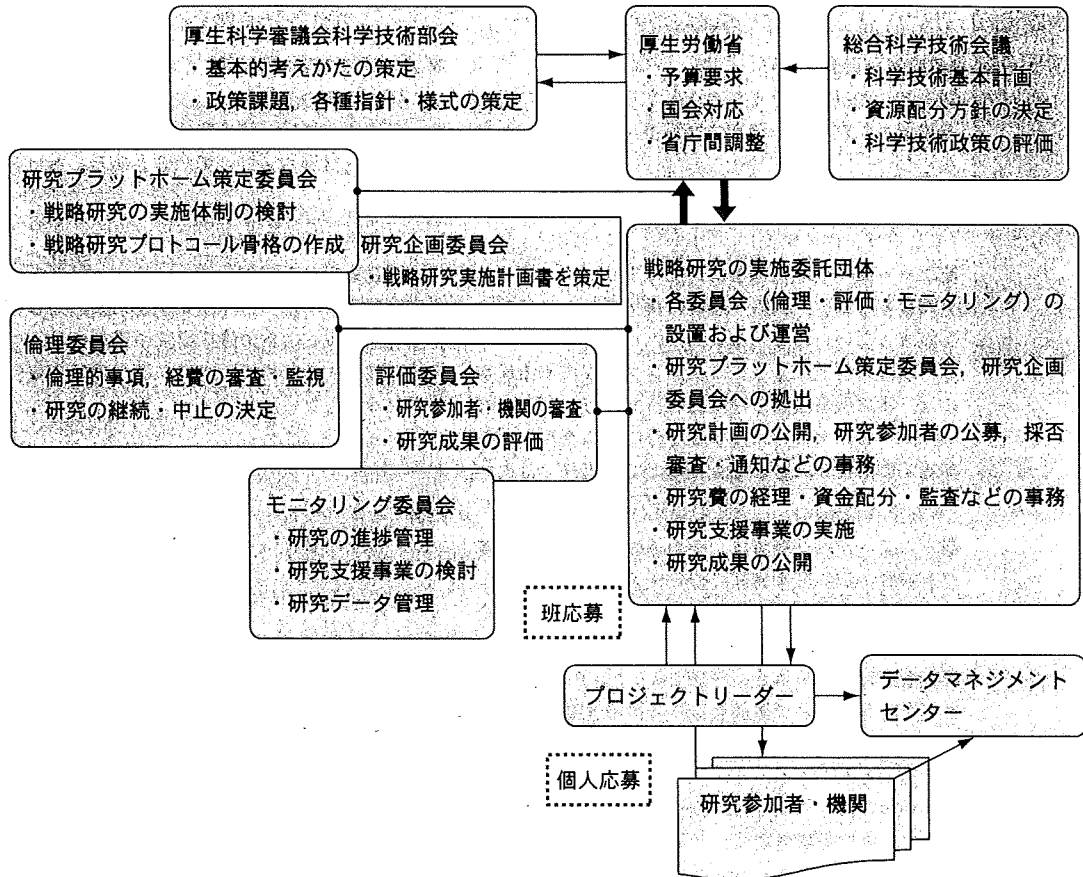 厚生科学審議会科学技術部会
・基本的考えかたの策定
・政策課題,各種指針・様式の策定
厚生労働省
・予算要求
・国会対応
・省庁間調整
総合科学技術会議
・科学技術基本計画
・資源配分方針の決定
・科学技術政策の評価
研究プラットホーム策定委員会
・戦略研究の実施体制の検討
・戦略研究プロトコール骨格の作成
研究企画委員会
・戦略研究実施計画書を策定
戦略研究の実施委託団体
・各委員会(倫理・評価・モニタリング)の
設置および運営
・研究プラットホーム策定委員会,研究企画
委員会への拠出
・研究計画の公開,研究参加者の公募,採否
審査・通知などの事務
・研究費の経理・資金配分・監査などの事務
・研究支援事業の実施
・研究成果の公開
倫理委員会
・倫理的事項,経費の審査・監視
・研究の継続・中止の決定
評価委員会
・研究参加者・機関の審査
・研究成果の評価
モニタリング委員会
・研究の進捗管理
・研究支援事業の検討
・研究データ管理
班応募
プロジェクトリーダー
データマネジメント
センター
個人応募
研究参加者・機関